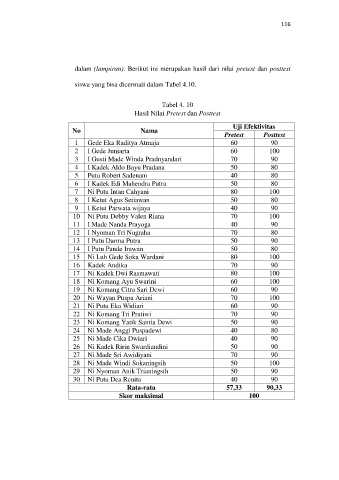 116
dalam (lampiran). Berikut ini merupakan hasil dari nilai pretest dan posttest
siswa yang bisa dicermati dalam Tabel 4.10.
Tabel 4. 10
Hasil Nilai Pretest dan Posttest
No Nama Uji Efektivitas
Pretest Posttest
1 Gede Eka Raditya Atmaja 60 90
2 I Gede Juniarta 60 100
3 I Gusti Made Winda Pradnyandari 70 90
4 I Kadek Aldo Bayu Pradana 50 80
5 Putu Robert Sadenam 40 80
6 I Kadek Edi Mahendra Putra 50 80
7 Ni Putu Intan Cahyani 80 100
8 I Ketut Agus Setiawan 50 80
9 I Ketut Parwata wijaya 40 90
10 Ni Putu Debby Valen Riana 70 100
11 I Made Nanda Prayoga 40 90
12 I Nyoman Tri Nugraha 70 80
13 I Putu Darma Putra 50 90
14 I Putu Pande Irawan 50 80
15 Ni Luh Gede Soka Wardani 80 100
16 Kadek Andika 70 90
17 Ni Kadek Dwi Rasmawati 80 100
18 Ni Komang Ayu Swarini 60 100
19 Ni Komang Citra Sari Dewi 60 90
20 Ni Wayan Puspa Ariani 70 100
21 Ni Putu Eka Widiari 60 90
22 Ni Komang Tri Pratiwi 70 90
23 Ni Komang Yatik Santia Dewi 50 90
24 Ni Made Anggi Puspadewi 40 80
25 Ni Made Cika Dwiari 40 90
26 Ni Kadek Ririn Swardiandini 50 90
27 Ni Made Sri Awidiyani 70 90
28 Ni Made Windi Sokaningsih 50 100
29 Ni Nyoman Anik Trianingsih 50 90
30 Ni Putu Dea Renita 40 90
Rata-rata 57,33 90,33
Skor maksimal 100